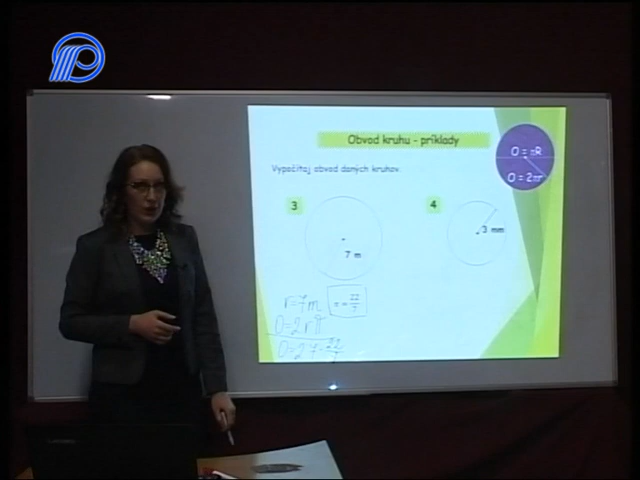 Obvod kruhu - príklady
O = πR
O = 2πr
Vypočítaj obvod daných kruhov.
3
4
7 m
3 mm
r=7m
π = 22/7
O=2rπ
O=2·7·22/7